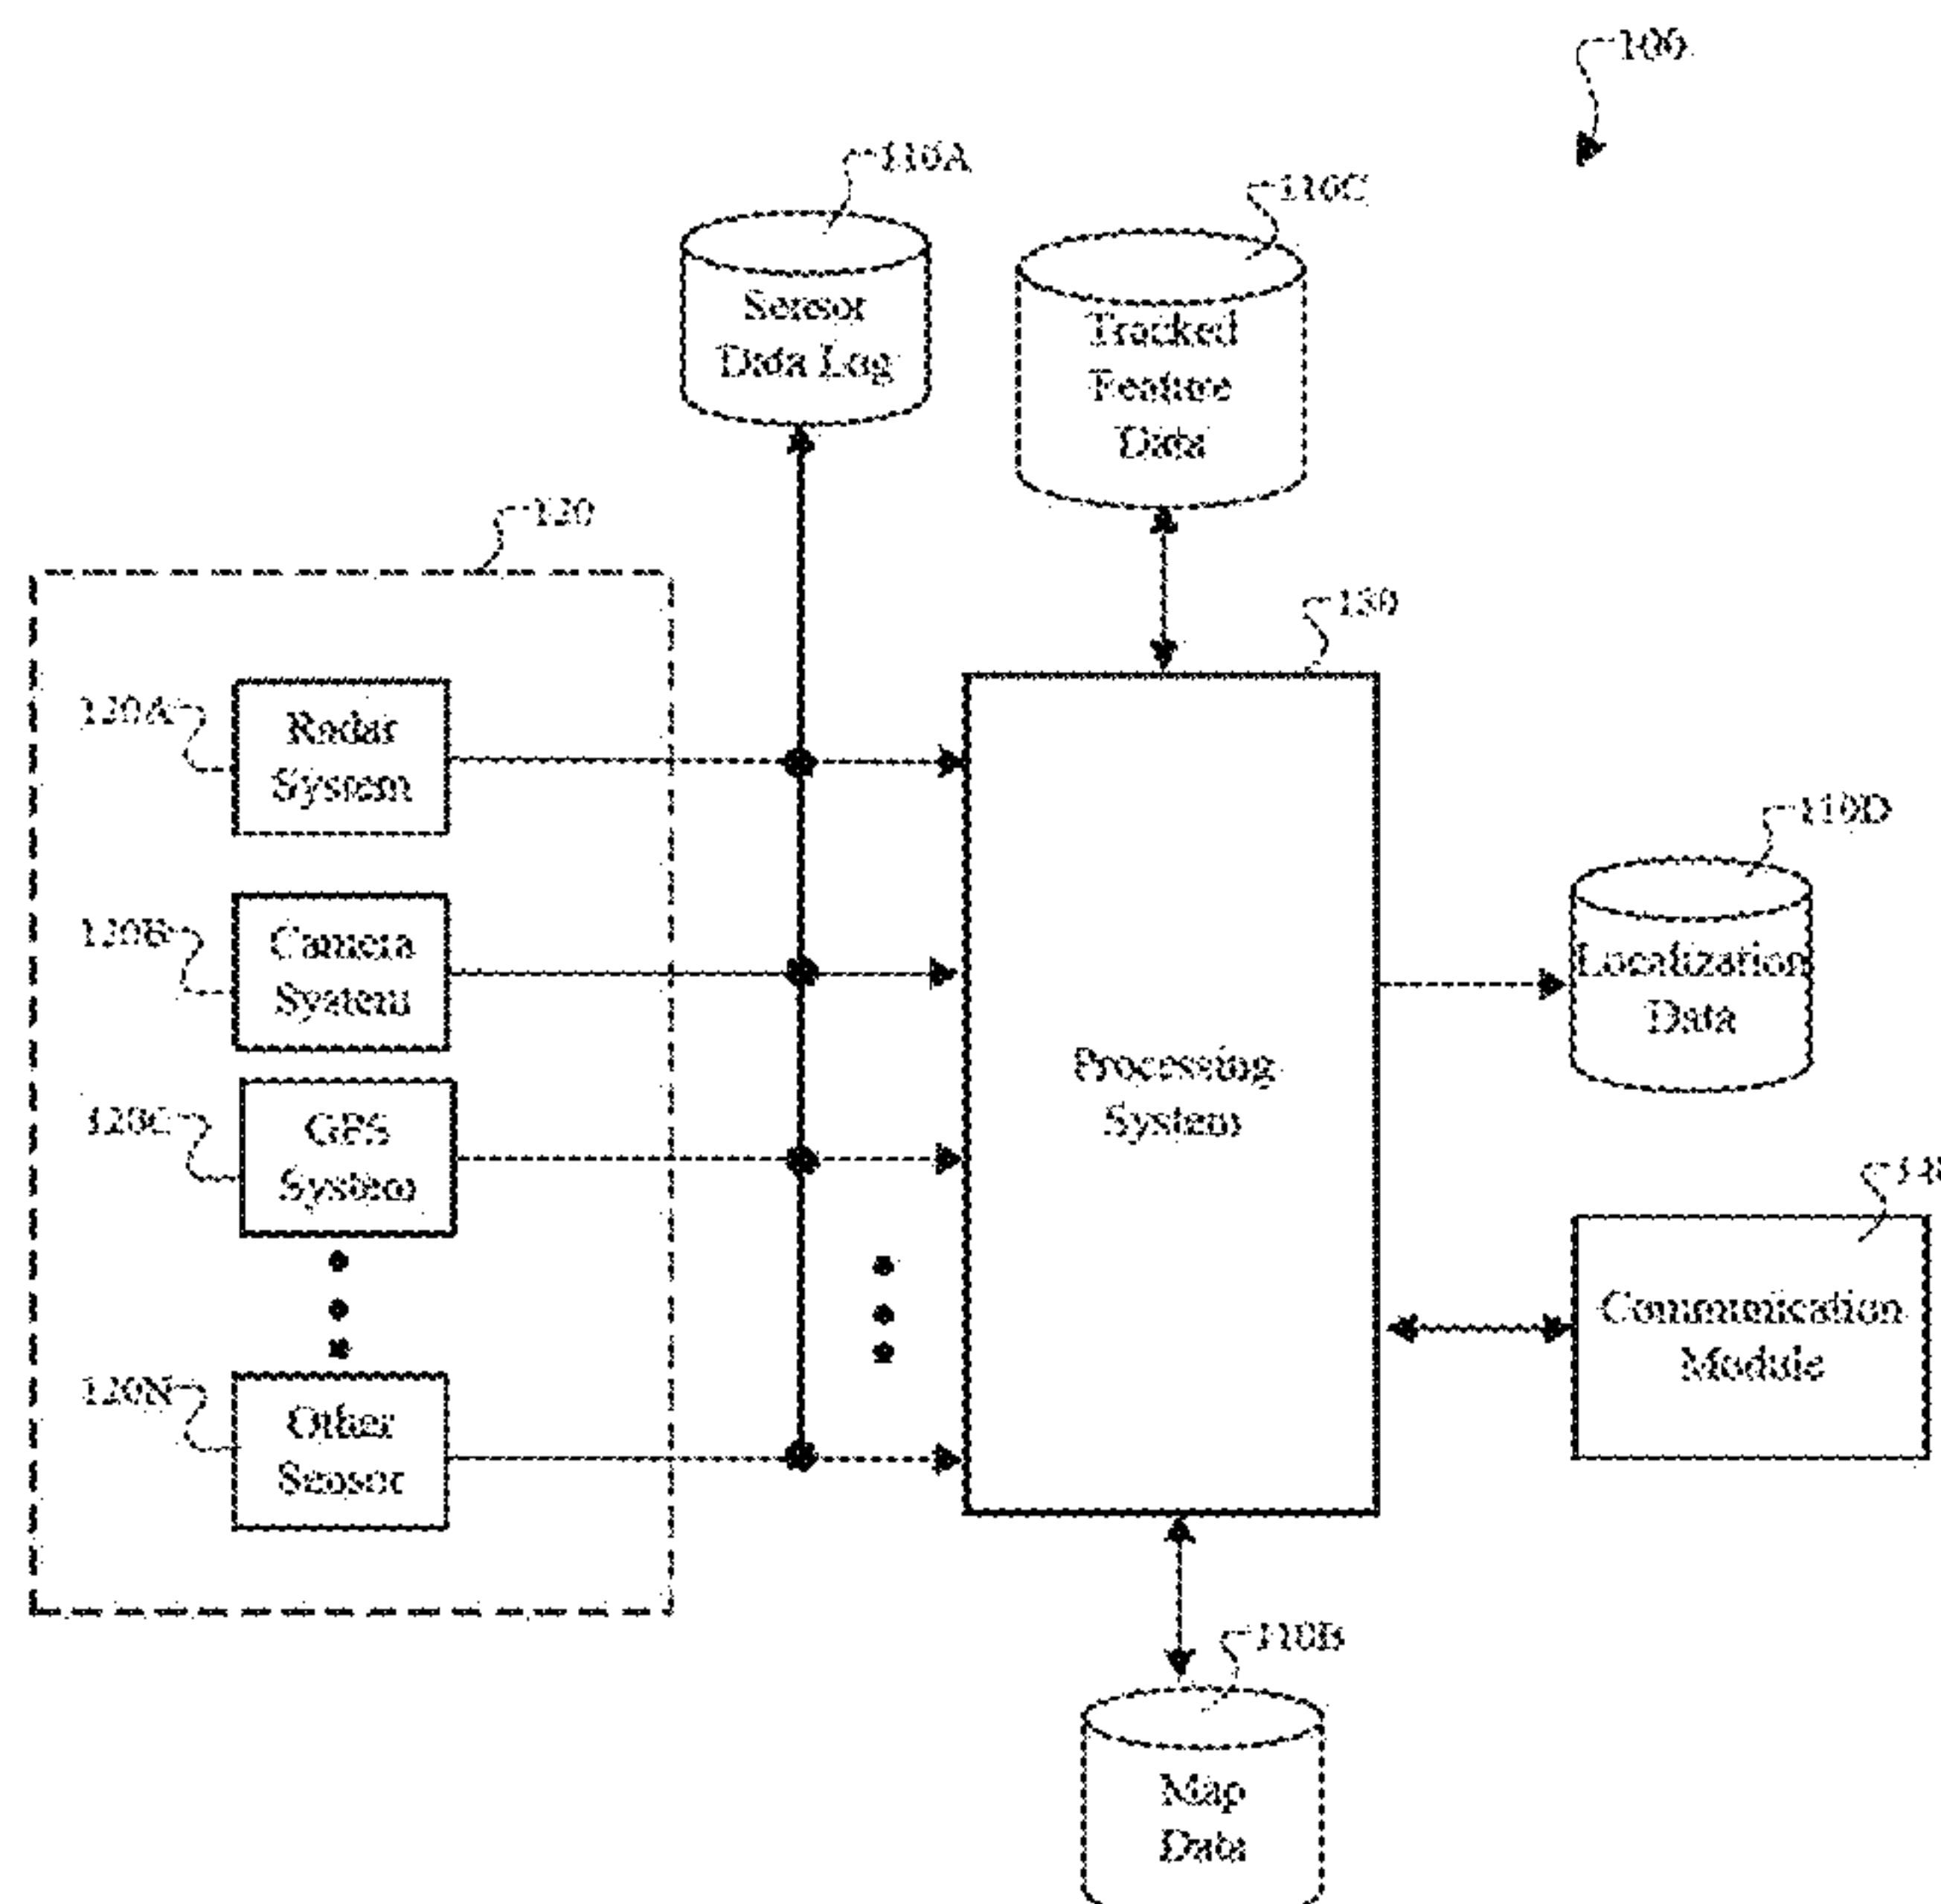 100
110A
110C
Sensor
Data Log
Tracked
Feature
Data
120
130
120A
Radar
System
110D
120B
Camera
System
Localization
Data
Processing
System
120C
GPS
System
Communication
Module
120N
Other
Sensor
110B
Map
Data